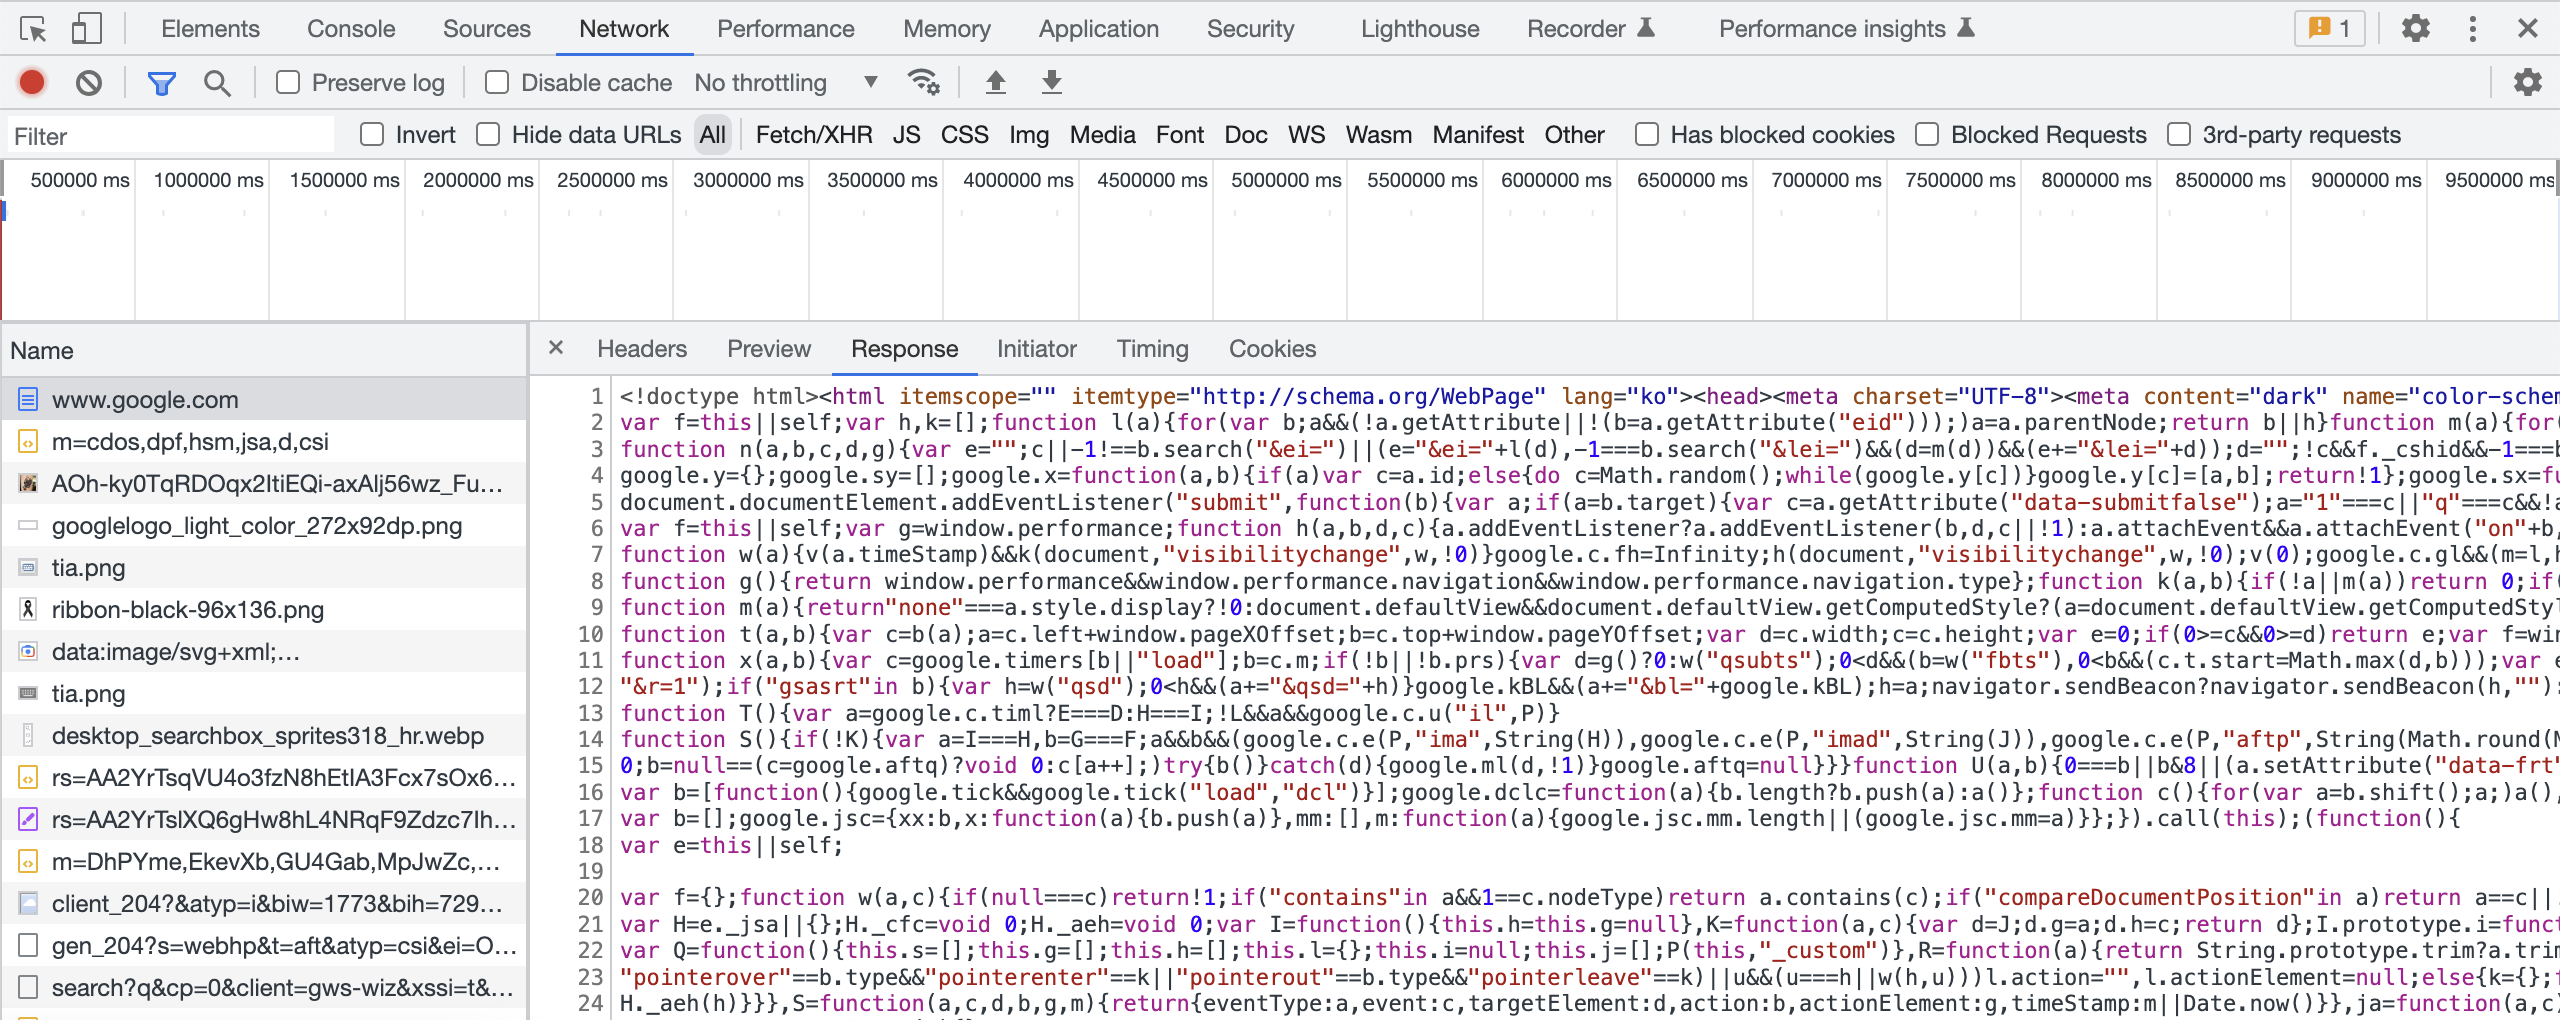 Elements Console Sources Network Performance Memory Application Security Lighthouse Recorder Performance insights 1
Preserve log Disable cache No throttling
Filter Invert Hide data URLs All Fetch/XHR JS CSS Img Media Font Doc WS Wasm Manifest Other Has blocked cookies Blocked Requests 3rd-party requests
500000 ms 1000000 ms 1500000 ms 2000000 ms 2500000 ms 3000000 ms 3500000 ms 4000000 ms 4500000 ms 5000000 ms 5500000 ms 6000000 ms 6500000 ms 7000000 ms 7500000 ms 8000000 ms 8500000 ms 9000000 ms 9500000 ms
Name
www.google.com
m=cdos,dpf,hsm,jsa,d,csi
AOh-ky0TqRDOqx2ItiEQi-axAlj56wz_Fu…
googlelogo_light_color_272x92dp.png
tia.png
ribbon-black-96x136.png
data:image/svg+xml;…
tia.png
desktop_searchbox_sprites318_hr.webp
rs=AA2YrTsqVU4o3fzN8hEtIA3Fcx7sOx6…
rs=AA2YrTslXQ6gHw8hL4NRqF9Zdzc7Ih…
m=DhPYme,EkevXb,GU4Gab,MpJwZc,…
client_204?&atyp=i&biw=1773&bih=729…
gen_204?s=webhp&t=aft&atyp=csi&ei=O…
search?q&cp=0&client=gws-wiz&xssi=t&…
Headers Preview Response Initiator Timing Cookies
1 <!doctype html><html itemscope="" itemtype="http://schema.org/WebPage" lang="ko"><head><meta charset="UTF-8"><meta content="dark" name="color-schem
2 var f=this||self;var h,k=[];function l(a){for(var b;a&&(!a.getAttribute||!(b=a.getAttribute("eid")));)a=a.parentNode;return b||h}function m(a){for(
3 function n(a,b,c,d,g){var e="";c||-1!==b.search("&ei=")||(e="&ei="+l(d),-1===b.search("&lei=")&&(d=m(d))&&(e+="&lei="+d));d="";!c&&f._cshid&&-1===b
4 google.y={};google.sy=[];google.x=function(a,b){if(a)var c=a.id;else{do c=Math.random();while(google.y[c])}google.y[c]=[a,b];return!1};google.sx=fu
5 document.documentElement.addEventListener("submit",function(b){var a;if(a=b.target){var c=a.getAttribute("data-submitfalse");a="1"===c||"q"===c&&!a
6 var f=this||self;var g=window.performance;function h(a,b,d,c){a.addEventListener?a.addEventListener(b,d,c||!1):a.attachEvent&&a.attachEvent("on"+b,
7 function w(a){v(a.timeStamp)&&k(document,"visibilitychange",w,!0)}google.c.fh=Infinity;h(document,"visibilitychange",w,!0);v(0);google.c.gl&&(m=l,h
8 function g(){return window.performance&&window.performance.navigation&&window.performance.navigation.type};function k(a,b){if(!a||m(a))return 0;if(
9 function m(a){return"none"===a.style.display?!0:document.defaultView&&document.defaultView.getComputedStyle?(a=document.defaultView.getComputedStyl
10 function t(a,b){var c=b(a);a=c.left+window.pageXOffset;b=c.top+window.pageYOffset;var d=c.width;c=c.height;var e=0;if(0>=c&&0>=d)return e;var f=win
11 function x(a,b){var c=google.timers[b||"load"];b=c.m;if(!b||!b.prs){var d=g()?0:w("qsubts");0<d&&(b=w("fbts"),0<b&&(c.t.start=Math.max(d,b)));var e
12 "&r=1");if("gsasrt"in b){var h=w("qsd");0<h&&(a+="&qsd="+h)}google.kBL&&(a+="&bl="+google.kBL);h=a;navigator.sendBeacon?navigator.sendBeacon(h,""):
13 function T(){var a=google.c.timl?E===D:H===I;!L&&a&&google.c.u("il",P)}
14 function S(){if(!K){var a=I===H,b=G===F;a&&b&&(google.c.e(P,"ima",String(H)),google.c.e(P,"imad",String(J)),google.c.e(P,"aftp",String(Math.round(M
15 0;b=null==(c=google.aftq)?void 0:c[a++];)try{b()}catch(d){google.ml(d,!1)}google.aftq=null}}}function U(a,b){0===b||b&8||(a.setAttribute("data-frt"
16 var b=[function(){google.tick&&google.tick("load","dcl")}];google.dclc=function(a){b.length?b.push(a):a()};function c(){for(var a=b.shift();a;)a(),
17 var b=[];google.jsc={xx:b,x:function(a){b.push(a)},mm:[],m:function(a){google.jsc.mm.length||(google.jsc.mm=a)}};}).call(this);(function(){
18 var e=this||self;
19
20 var f={};function w(a,c){if(null===c)return!1;if("contains"in a&&1==c.nodeType)return a.contains(c);if("compareDocumentPosition"in a)return a==c||
21 var H=e._jsa||{};H._cfc=void 0;H._aeh=void 0;var I=function(){this.h=this.g=null},K=function(a,c){var d=J;d.g=a;d.h=c;return d};I.prototype.i=funct
22 var Q=function(){this.s=[];this.g=[];this.h=[];this.l={};this.i=null;this.j=[];P(this,"_custom")},R=function(a){return String.prototype.trim?a.trim
23 "pointerover"==b.type&&"pointerenter"==k||"pointerout"==b.type&&"pointerleave"==k)||u&&(u===h||w(h,u)))l.action="",l.actionElement=null;else{k={};f
24 H._aeh(h)}}},S=function(a,c,d,b,g,m){return{eventType:a,event:c,targetElement:d,action:b,actionElement:g,timeStamp:m||Date.now()}},ja=function(a,c)